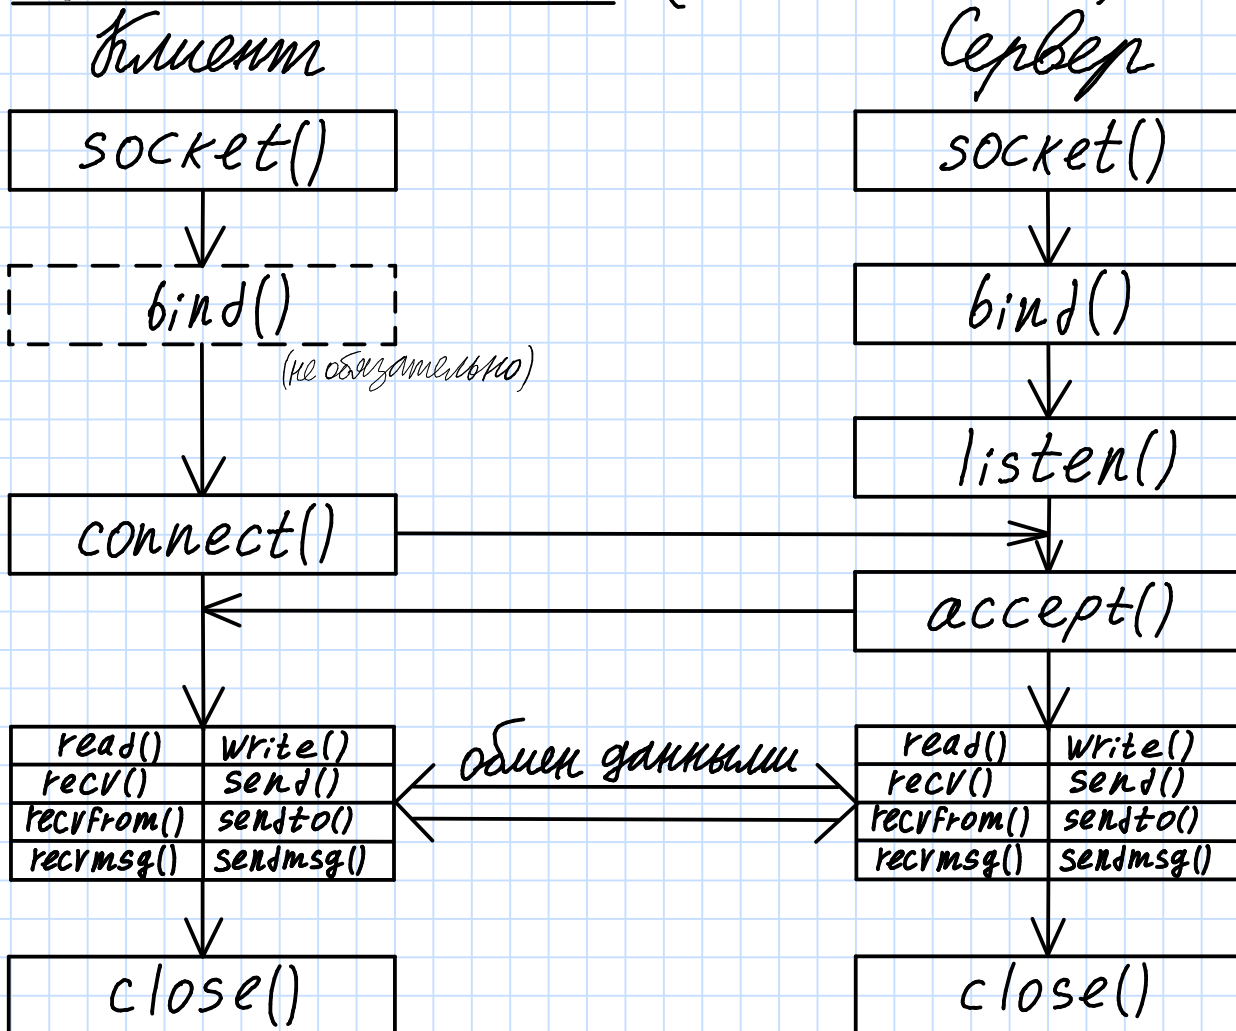 Клиент
Сервер
socket()
socket()
bind()
bind()
(не обязательно)
listen()
connect()
accept()
read() write()
обмен данными
read() write()
recv() send()
recv() send()
recvfrom() sendto()
recvfrom() sendto()
recvmsg() sendmsg()
recvmsg() sendmsg()
close()
close()